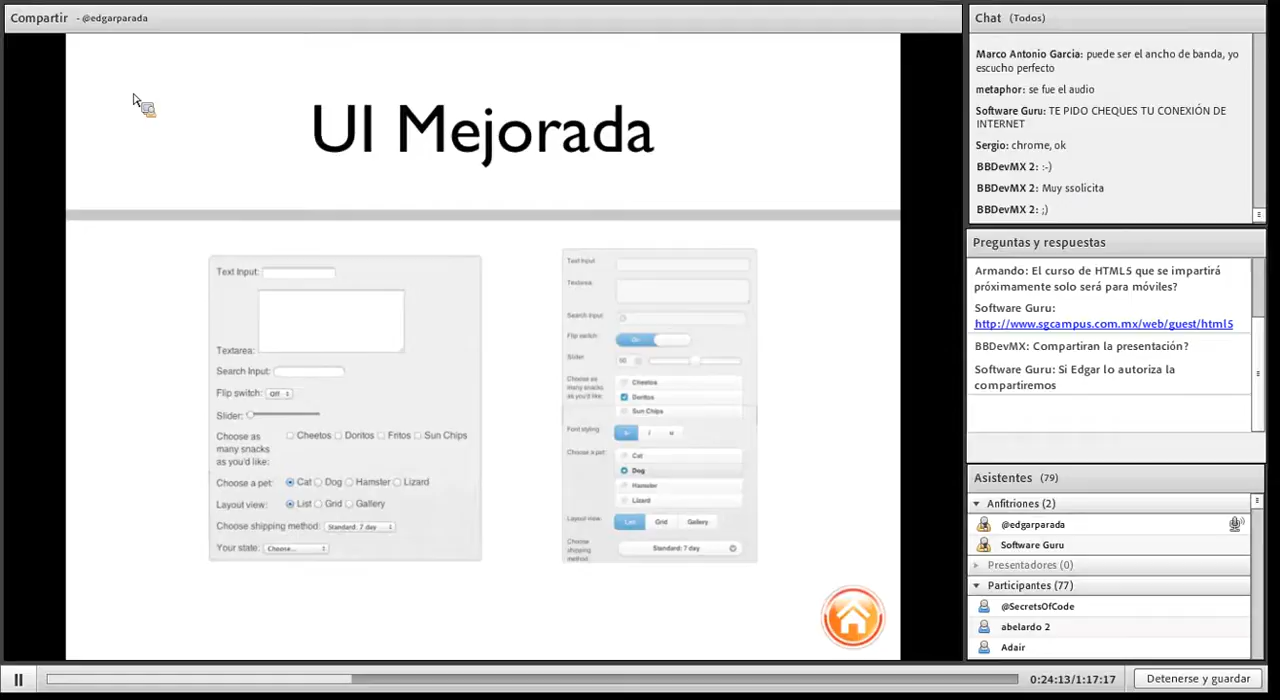 Compartir - @edgarparada
UI Mejorada
Text Input:
Textarea:
Search Input:
Flip switch: Off
Slider:
Choose as many snacks as you'd like: Cheetos Doritos Fritos Sun Chips
Choose a pet: Cat Dog Hamster Lizard
Layout view: List Grid Gallery
Choose shipping method: Standard: 7 day
Your state: Choose...
Text Input:
Textarea:
Search Input:
Flip switch: On
Slider:
Choose as
many snacks
as you'd like:
Cheetos
Doritos
Sun Chips
Font styling:
Choose a pet:
Cat
Dog
Hamster
Lizard
Layout view: List Grid Gallery
Choose
shipping
method:
Standard: 7 day
Chat (Todos)
Marco Antonio Garcia: puede ser el ancho de banda, yo
escucho perfecto
metaphor: se fue el audio
Software Guru: TE PIDO CHEQUES TU CONEXIÓN DE
INTERNET
Sergio: chrome, ok
BBDevMX 2: :-)
BBDevMX 2: Muy ssolicita
BBDevMX 2: ;)
Preguntas y respuestas
Armando: El curso de HTML5 que se impartirá
próximamente solo será para móviles?
Software Guru:
http://www.sgcampus.com.mx/web/guest/html5
BBDevMX: Compartiran la presentación?
Software Guru: Si Edgar lo autoriza la
compartiremos
Asistentes (79)
Anfitriones (2)
@edgarparada
Software Guru
Presentadores (0)
Participantes (77)
@SecretsOfCode
abelardo 2
Adair
0:24:13/1:17:17
Detenerse y guardar